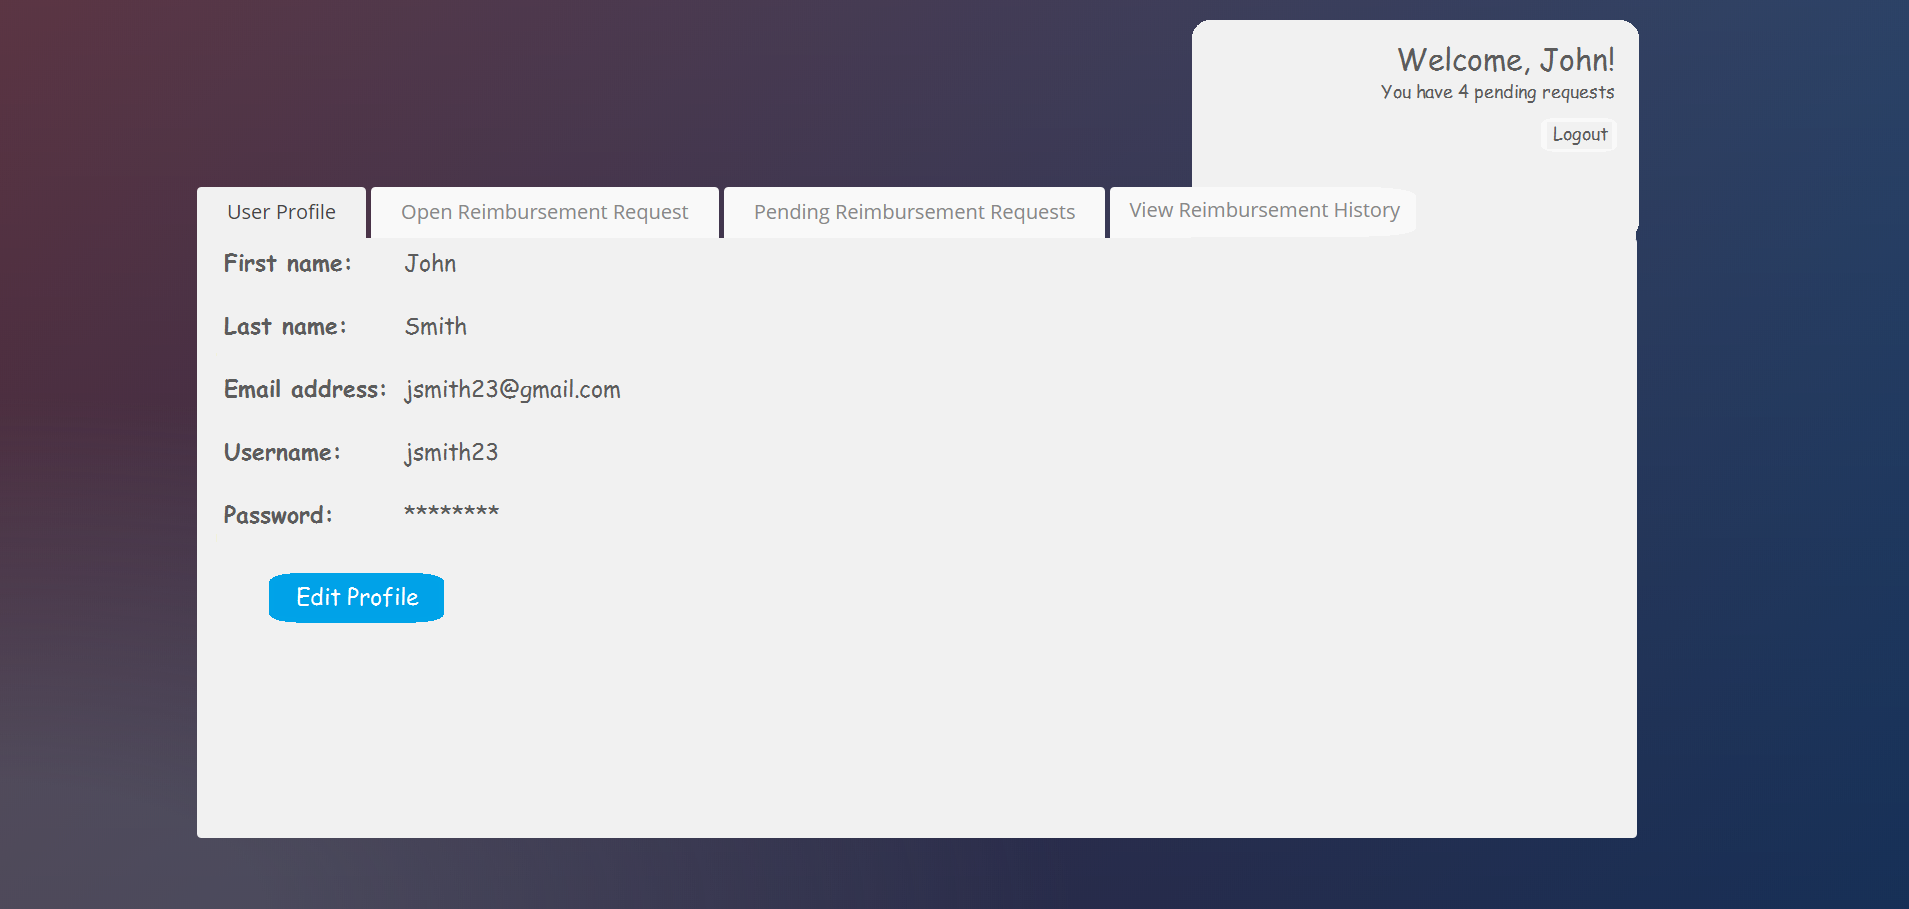 Welcome, John!
You have 4 pending requests
Logout
User Profile
Open Reimbursement Request
Pending Reimbursement Requests
View Reimbursement History
First name: John
Last name: Smith
Email address: jsmith23@gmail.com
Username: jsmith23
Password: ********
Edit Profile